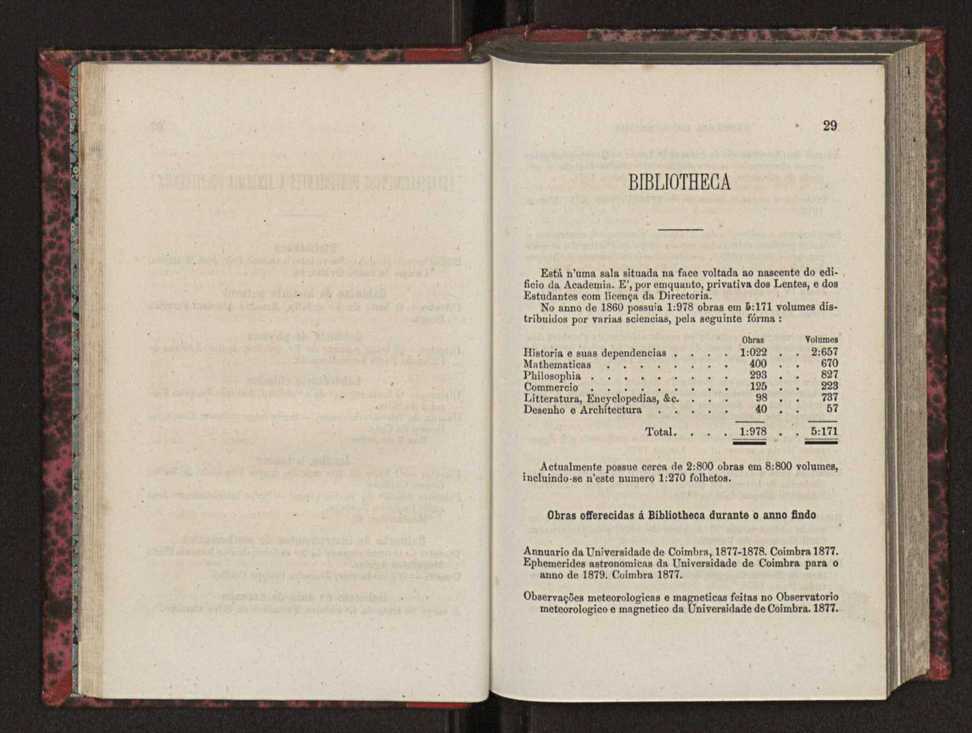 29
BIBLIOTHECA
Está n'uma sala situada na face voltada ao nascente do edi-
ficio da Academia. E', por emquanto, privativa dos Lentes, e dos
Estudantes com licença da Directoria.
No anno de 1860 possuia 1:978 obras em 5:171 volumes dis-
tribuidos por varias sciencias, pela seguinte fórma :
Obras Volumes
Historia e suas dependencias . . . . 1:022 . . 2:657
Mathematicas . . . . . . . . 400 . . 670
Philosophia . . . . . . . . . 293 . . 827
Commercio . . . . . . . . . 125 . . 223
Litteratura, Encyclopedias, &c. . . . . 98 . . 737
Desenho e Architectura . . . . . 40 . . 57
Total. . . . 1:978 . . 5:171
Actualmente possue cerca de 2:800 obras em 8:800 volumes,
incluindo-se n'este numero 1:270 folhetos.
Obras offerecidas á Bibliotheca durante o anno findo
Annuario da Universidade de Coimbra, 1877-1878. Coimbra 1877.
Ephemerides astronomicas da Universidade de Coimbra para o
anno de 1879. Coimbra 1877.
Observações meteorologicas e magneticas feitas no Observatorio
meteorologico e magnetico da Universidade de Coimbra. 1877.